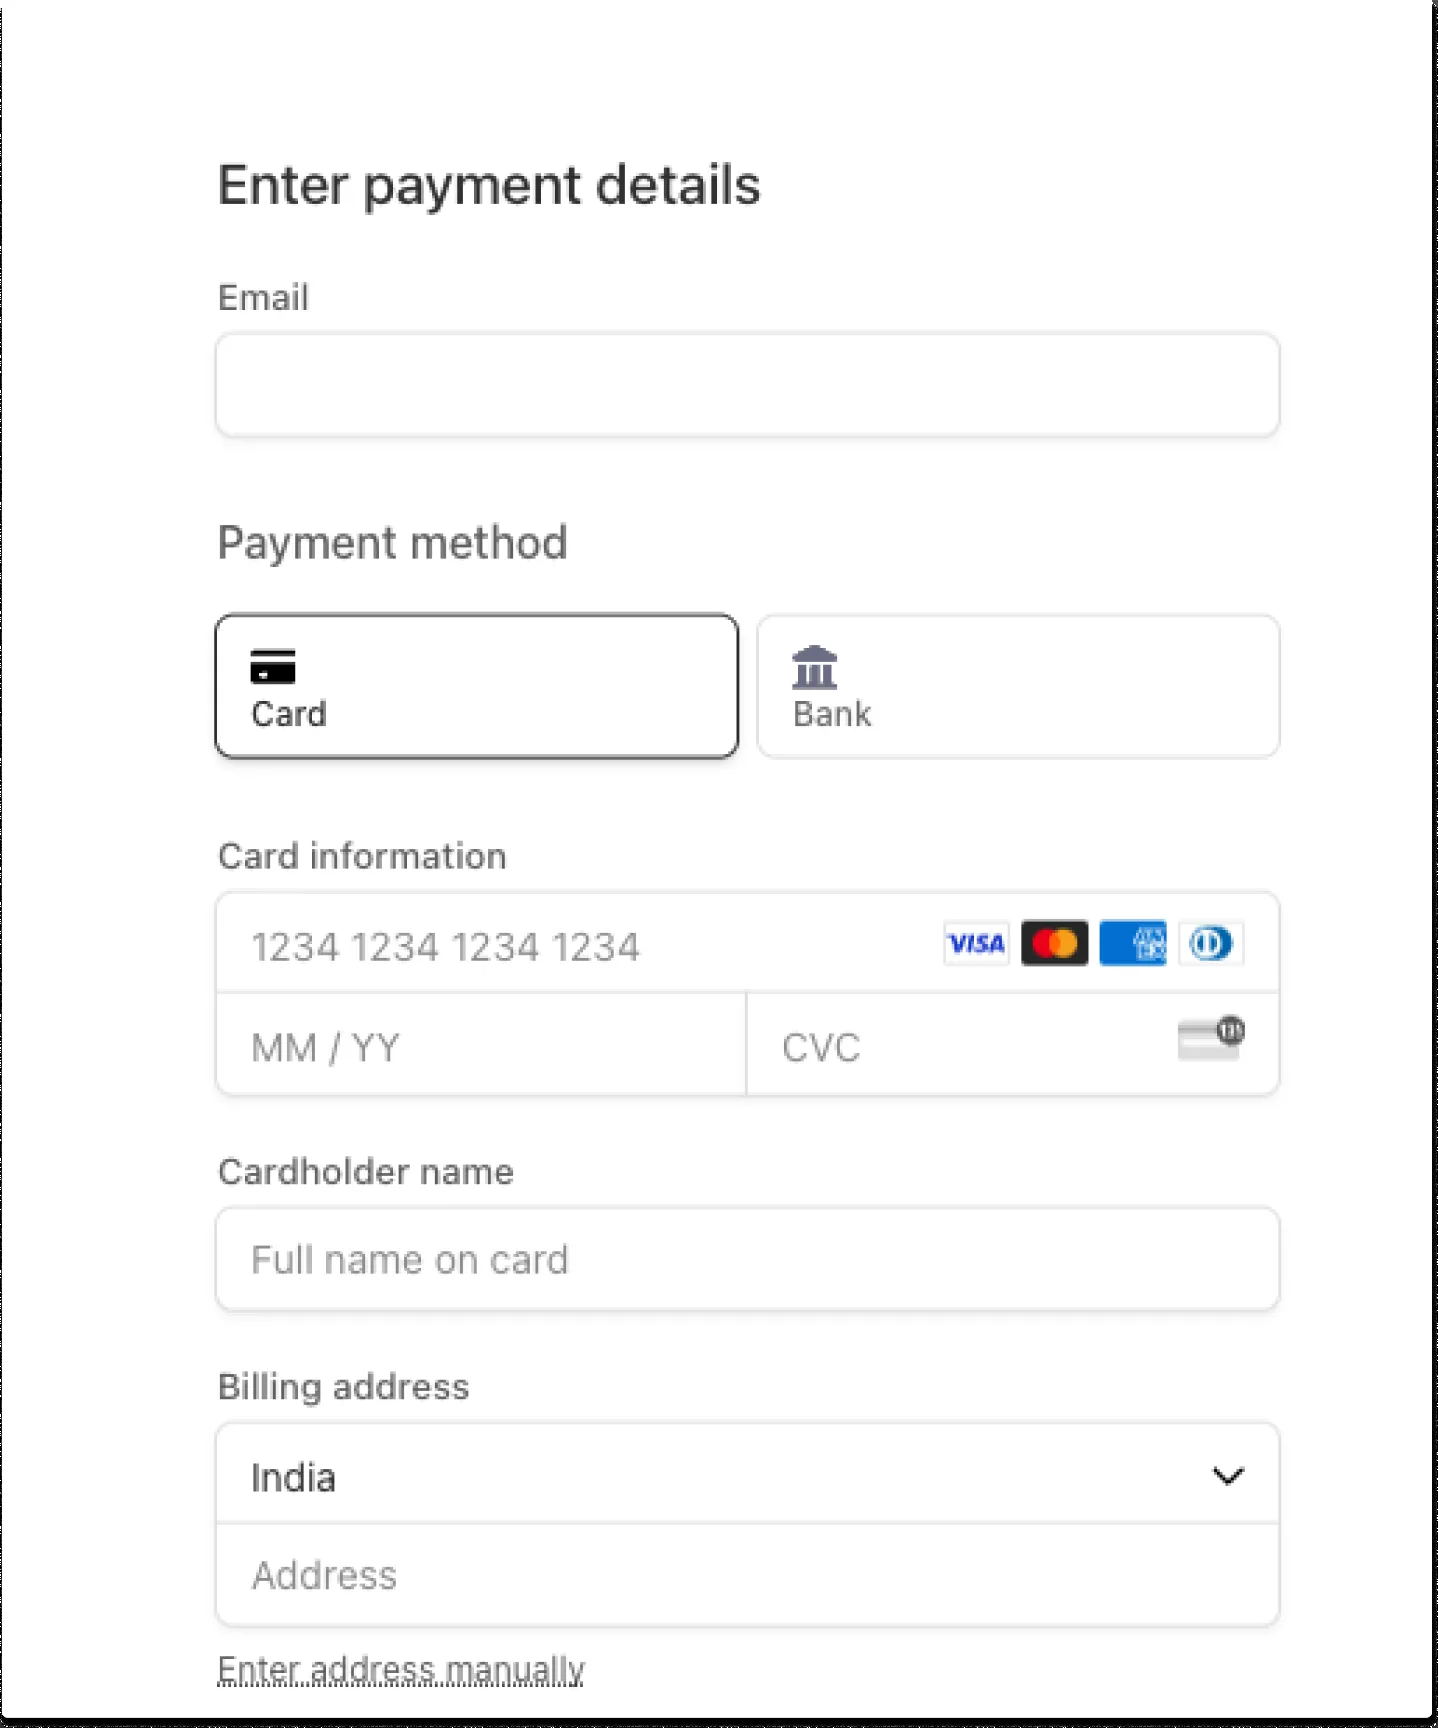 Enter payment details
Email
Payment method
Card
Bank
Card information
1234 1234 1234 1234
VISA
MM / YY
CVC
Cardholder name
Full name on card
Billing address
India
Address
Enter address manually